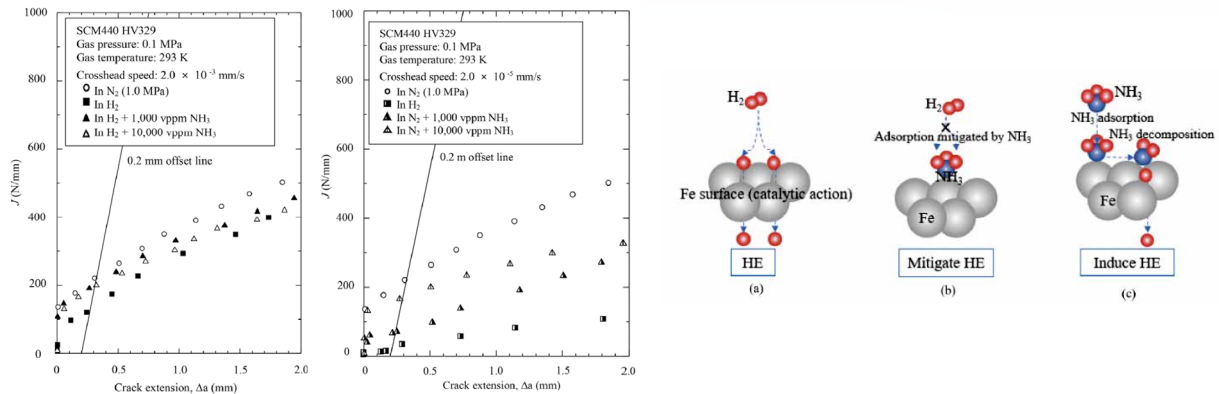 1000
800
600
400
200
0
J (N/mm)
SCM440 HV329
Gas pressure: 0.1 MPa
Gas temperature: 293 K
Crosshead speed: 2.0 × 10⁻³ mm/s
In N₂ (1.0 MPa)
In H₂
In H₂ + 1,000 vppm NH₃
In H₂ + 10,000 vppm NH₃
0.2 mm offset line
0 0.5 1.0 1.5 2.0
Crack extension, Δa (mm)
1000
800
600
400
200
0
J (N/mm)
SCM440 HV329
Gas pressure: 0.1 MPa
Gas temperature: 293 K
Crosshead speed: 2.0 × 10⁻⁵ mm/s
In N₂ (1.0 MPa)
In H₂
In N₂ + 1,000 vppm NH₃
In N₂ + 10,000 vppm NH₃
0.2 m offset line
0 0.5 1.0 1.5 2.0
Crack extension, Δa (mm)
H₂
Fe surface (catalytic action)
HE
(a)
H₂
×
Adsorption mitigated by NH₃
NH₃
Fe
Mitigate HE
(b)
NH₃
NH₃ adsorption
NH₃ decomposition
Fe
Induce HE
(c)